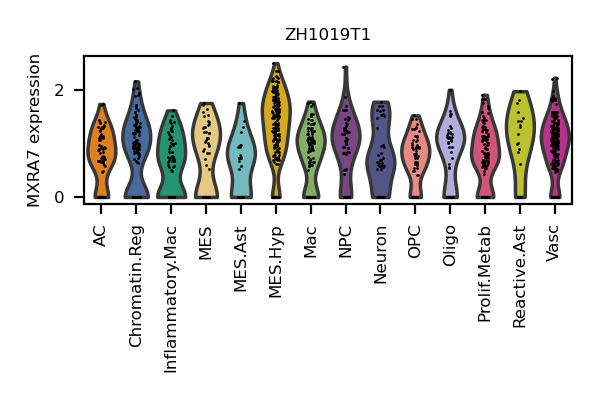 ZH1019T1
MXRA7 expression
2
0
AC
Chromatin.Reg
Inflammatory.Mac
MES
MES.Ast
MES.Hyp
Mac
NPC
Neuron
OPC
Oligo
Prolif.Metab
Reactive.Ast
Vasc